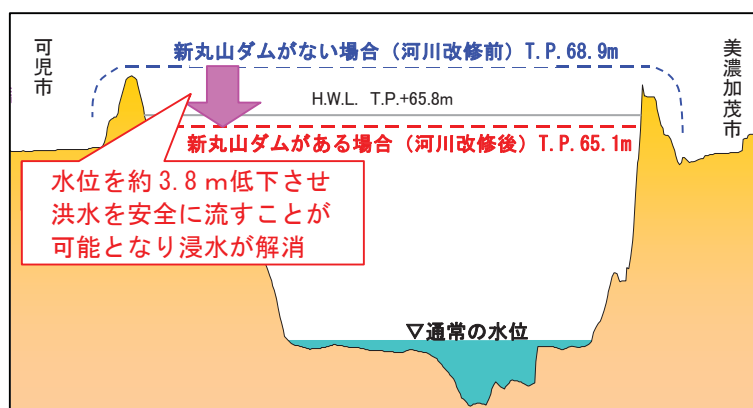 可児市
新丸山ダムがない場合（河川改修前）T.P.68.9m
美濃加茂市
H.W.L. T.P.+65.8m
新丸山ダムがある場合（河川改修後）T.P.65.1m
水位を約3.8ｍ低下させ
洪水を安全に流すことが
可能となり浸水が解消
▽通常の水位